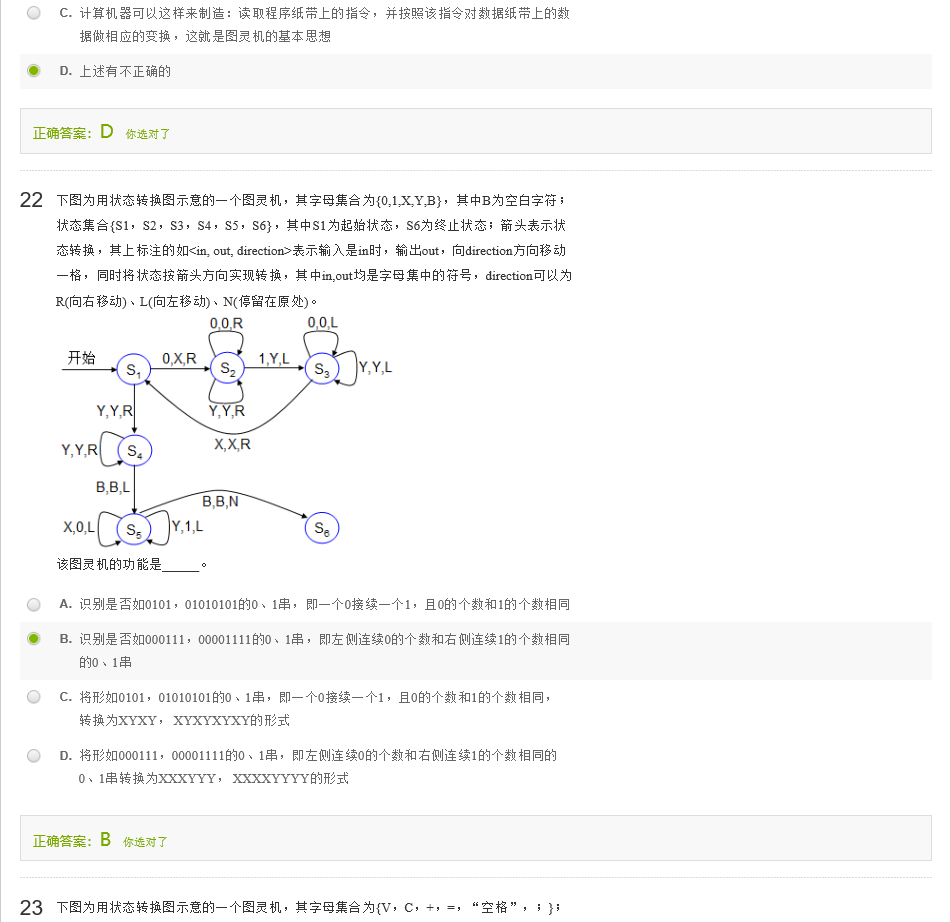 C. 计算机器可以这样来制造：读取程序纸带上的指令，并按照该指令对数据纸带上的数
据做相应的变换，这就是图灵机的基本思想
D. 上述有不正确的
正确答案：D 你选对了
22 下图为用状态转换图示意的一个图灵机，其字母集合为{0,1,X,Y,B}，其中B为空白字符；
状态集合{S1，S2，S3，S4，S5，S6}，其中S1为起始状态，S6为终止状态；箭头表示状
态转换，其上标注的如<in, out, direction>表示输入是in时，输出out，向direction方向移动
一格，同时将状态按箭头方向实现转换，其中in,out均是字母集中的符号，direction可以为
R(向右移动)、L(向左移动)、N(停留在原处)。
0,0,R 0,0,L
开始 S1 0,X,R S2 1,Y,L S3 Y,Y,L
Y,Y,R Y,Y,R
X,X,R
Y,Y,R S4
B,B,L
B,B,N
X,0,L S5 Y,1,L S6
该图灵机的功能是_____。
A. 识别是否如0101，01010101的0、1串，即一个0接续一个1，且0的个数和1的个数相同
B. 识别是否如000111，00001111的0、1串，即左侧连续0的个数和右侧连续1的个数相同
的0、1串
C. 将形如0101，01010101的0、1串，即一个0接续一个1，且0的个数和1的个数相同，
转换为XYXY， XYXYXYXY的形式
D. 将形如000111，00001111的0、1串，即左侧连续0的个数和右侧连续1的个数相同的
0、1串转换为XXXYYY， XXXXYYYY的形式
正确答案：B 你选对了
23 下图为用状态转换图示意的一个图灵机，其字母集合为{V，C，+，=，“空格”，；}；